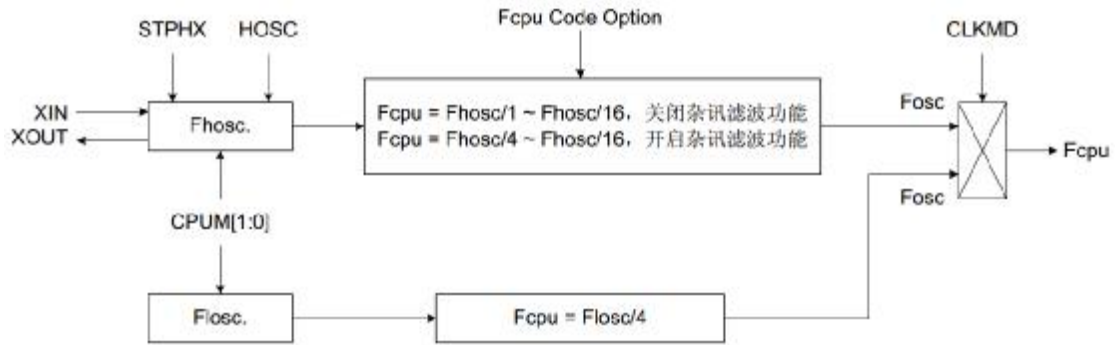 Fcpu Code Option
STPHX HOSC CLKMD
XIN
XOUT
Fhosc.
Fcpu = Fhosc/1 ~ Fhosc/16，关闭杂讯滤波功能
Fcpu = Fhosc/4 ~ Fhosc/16，开启杂讯滤波功能
Fosc
Fcpu
Fosc
CPUM[1:0]
Flosc.
Fcpu = Flosc/4